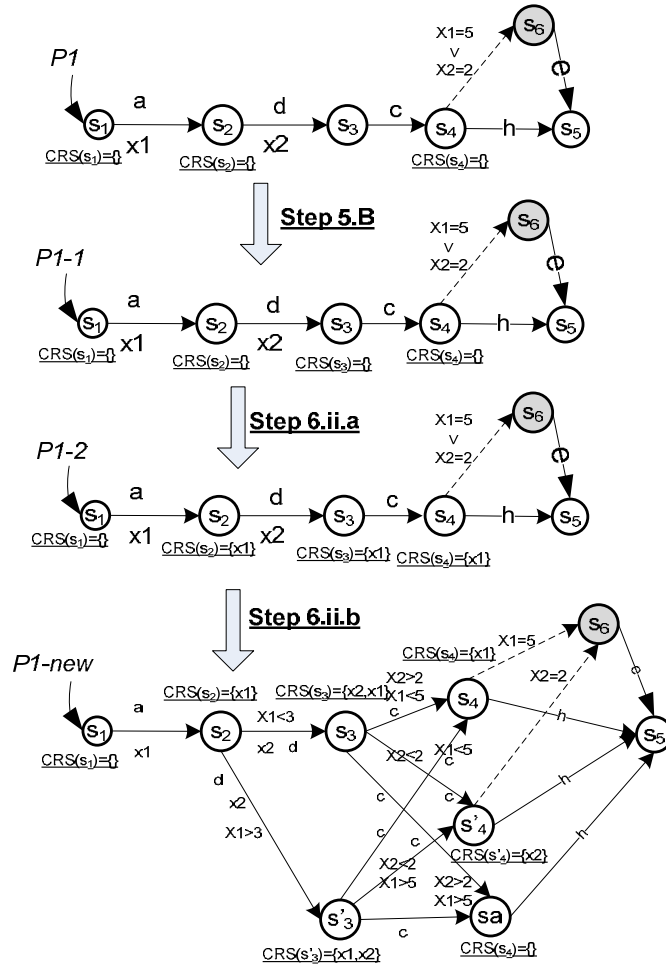 P1
s1
a
x1
s2
d
x2
s3
c
s4
h
s5
X1=5
∨
X2=2
s6
e
CRS(s1)={}
CRS(s2)={}
CRS(s4)={}
Step 5.B
P1-1
s1
a
x1
s2
d
x2
s3
c
s4
h
s5
X1=5
∨
X2=2
s6
e
CRS(s1)={}
CRS(s2)={}
CRS(s3)={}
CRS(s4)={}
Step 6.ii.a
P1-2
s1
a
x1
s2
d
x2
s3
c
s4
h
s5
X1=5
∨
X2=2
s6
e
CRS(s1)={}
CRS(s2)={x1}
CRS(s3)={x1}
CRS(s4)={x1}
Step 6.ii.b
P1-new
s1
CRS(s1)={}
a
x1
CRS(s2)={x1}
s2
X1<3
x2 d
CRS(s3)={x2,x1}
s3
X2>2
X1<5
c
CRS(s4)={x1}
s4
X1=5
s6
X2=2
e
h
s5
X2<2
X1<5
c
c
c
c
s'4
h
CRS(s'4)={x2}
d
x2
X1>3
c
X2<2
X1>5
X2>2
X1>5
s'3
CRS(s'3)={x1,x2}
c
sa
h
CRS(s4)={}